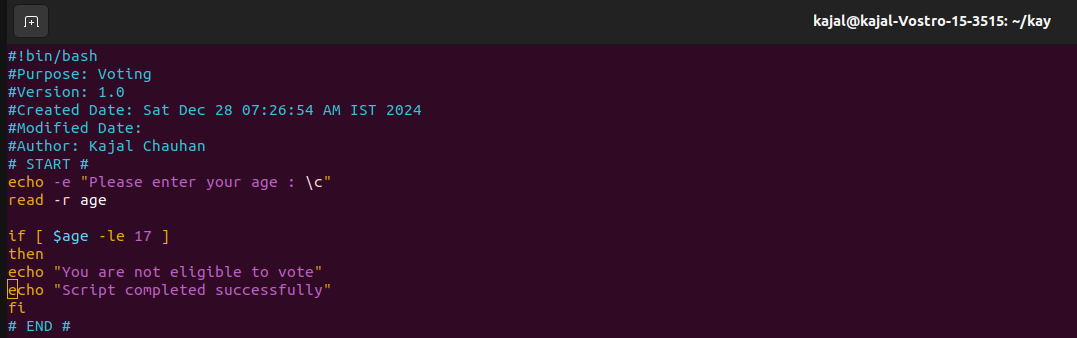 kajal@kajal-Vostro-15-3515: ~/kay
#!bin/bash
#Purpose: Voting
#Version: 1.0
#Created Date: Sat Dec 28 07:26:54 AM IST 2024
#Modified Date:
#Author: Kajal Chauhan
# START #
echo -e "Please enter your age : \c"
read -r age

if [ $age -le 17 ]
then
echo "You are not eligible to vote"
echo "Script completed successfully"
fi
# END #